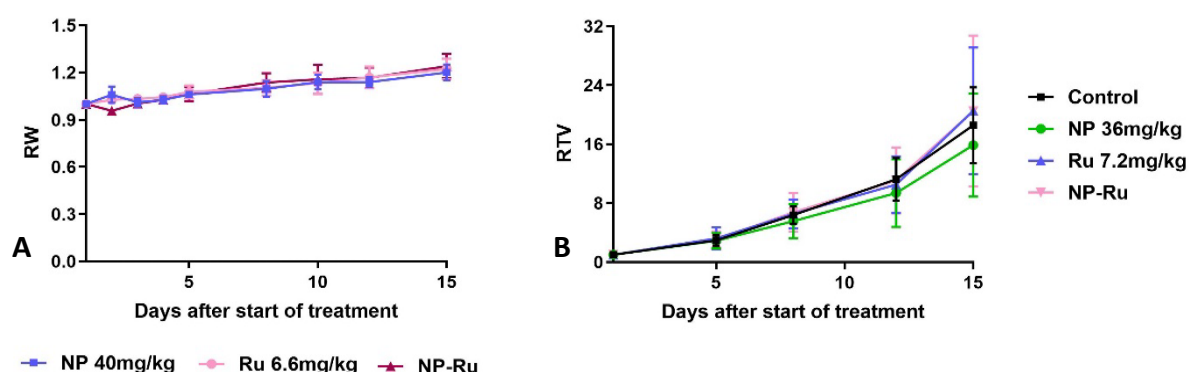 1.5
1.2
0.9
0.6
0.3
0.0
RW
A
5
10
15
Days after start of treatment
NP 40mg/kg
Ru 6.6mg/kg
NP-Ru
32
24
16
8
0
RTV
B
5
10
15
Days after start of treatment
Control
NP 36mg/kg
Ru 7.2mg/kg
NP-Ru